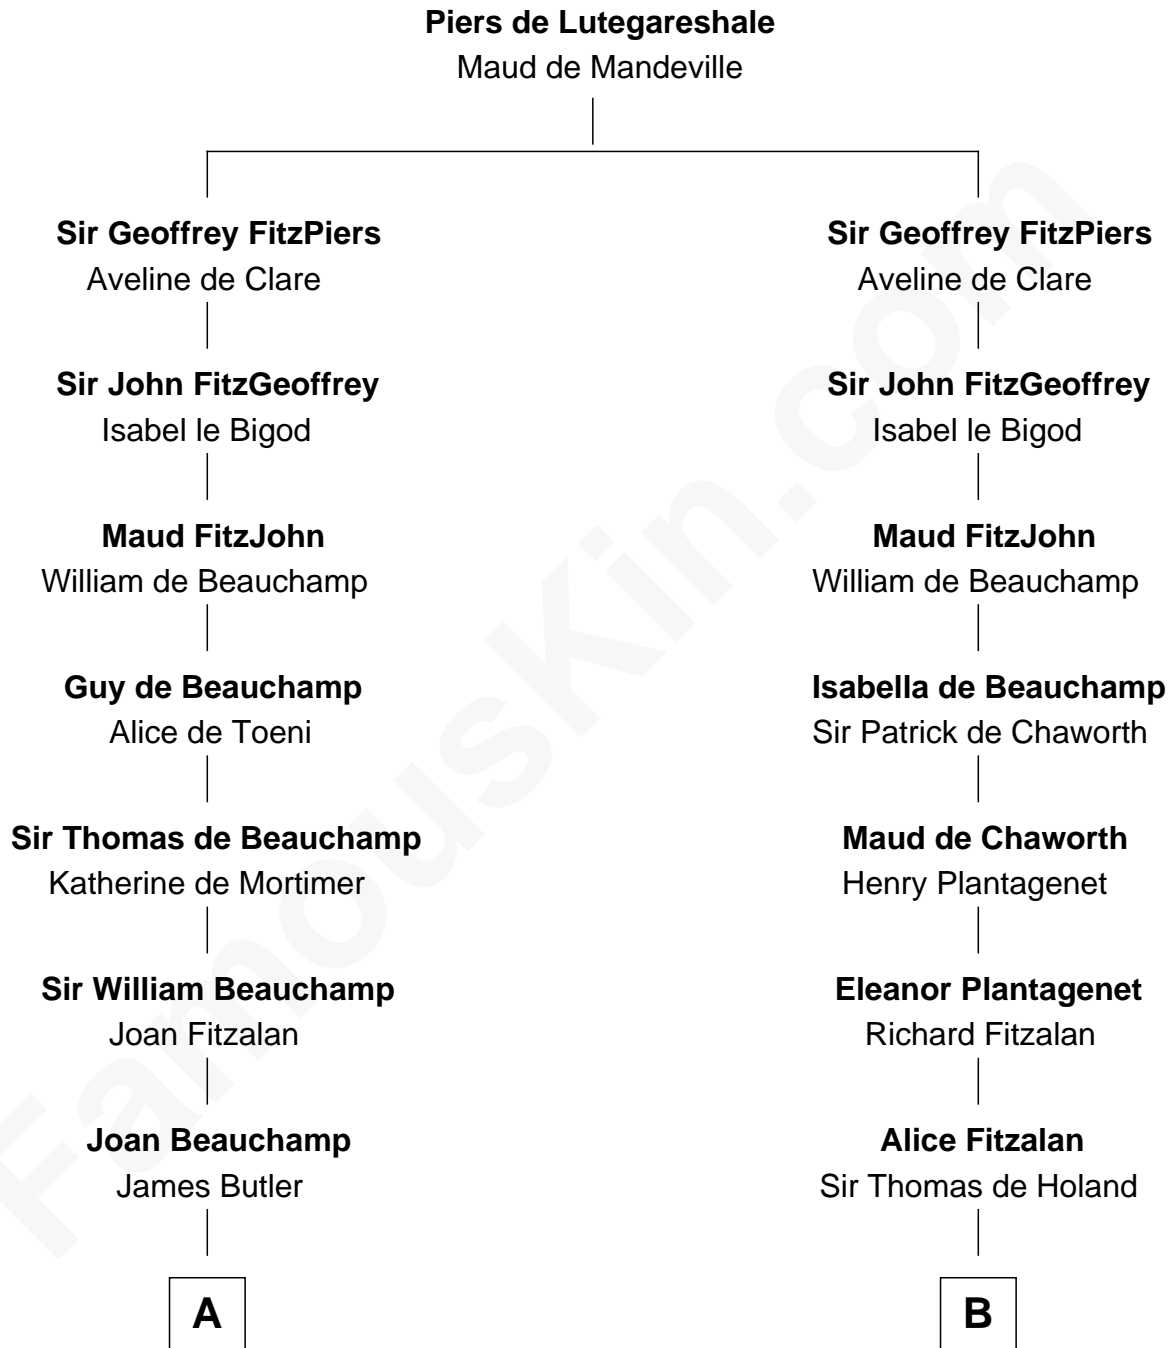 Piers de Lutegareshale
Maud de Mandeville
Sir Geoffrey FitzPiers
Aveline de Clare
Sir Geoffrey FitzPiers
Aveline de Clare
Sir John FitzGeoffrey
Isabel le Bigod
Sir John FitzGeoffrey
Isabel le Bigod
Maud FitzJohn
William de Beauchamp
Maud FitzJohn
William de Beauchamp
Guy de Beauchamp
Alice de Toeni
Isabella de Beauchamp
Sir Patrick de Chaworth
Sir Thomas de Beauchamp
Katherine de Mortimer
Maud de Chaworth
Henry Plantagenet
Sir William Beauchamp
Joan Fitzalan
Eleanor Plantagenet
Richard Fitzalan
Joan Beauchamp
James Butler
Alice Fitzalan
Sir Thomas de Holand
A
B
FamousKin.com